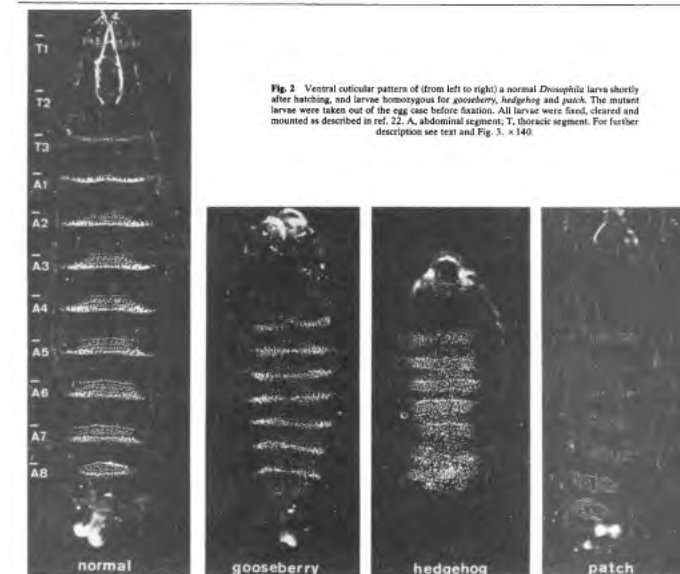 Fig. 2 Ventral cuticular pattern of (from left to right) a normal Drosophila larva shortly
after hatching, and larvae homozygous for gooseberry, hedgehog and patch. The mutant
larvae were taken out of the egg case before fixation. All larvae were fixed, cleared and
mounted as described in ref. 22. A, abdominal segment; T, thoracic segment. For further
description see text and Fig. 3. ×140.
T1
T2
T3
A1
A2
A3
A4
A5
A6
A7
A8
normal
gooseberry
hedgehog
patch